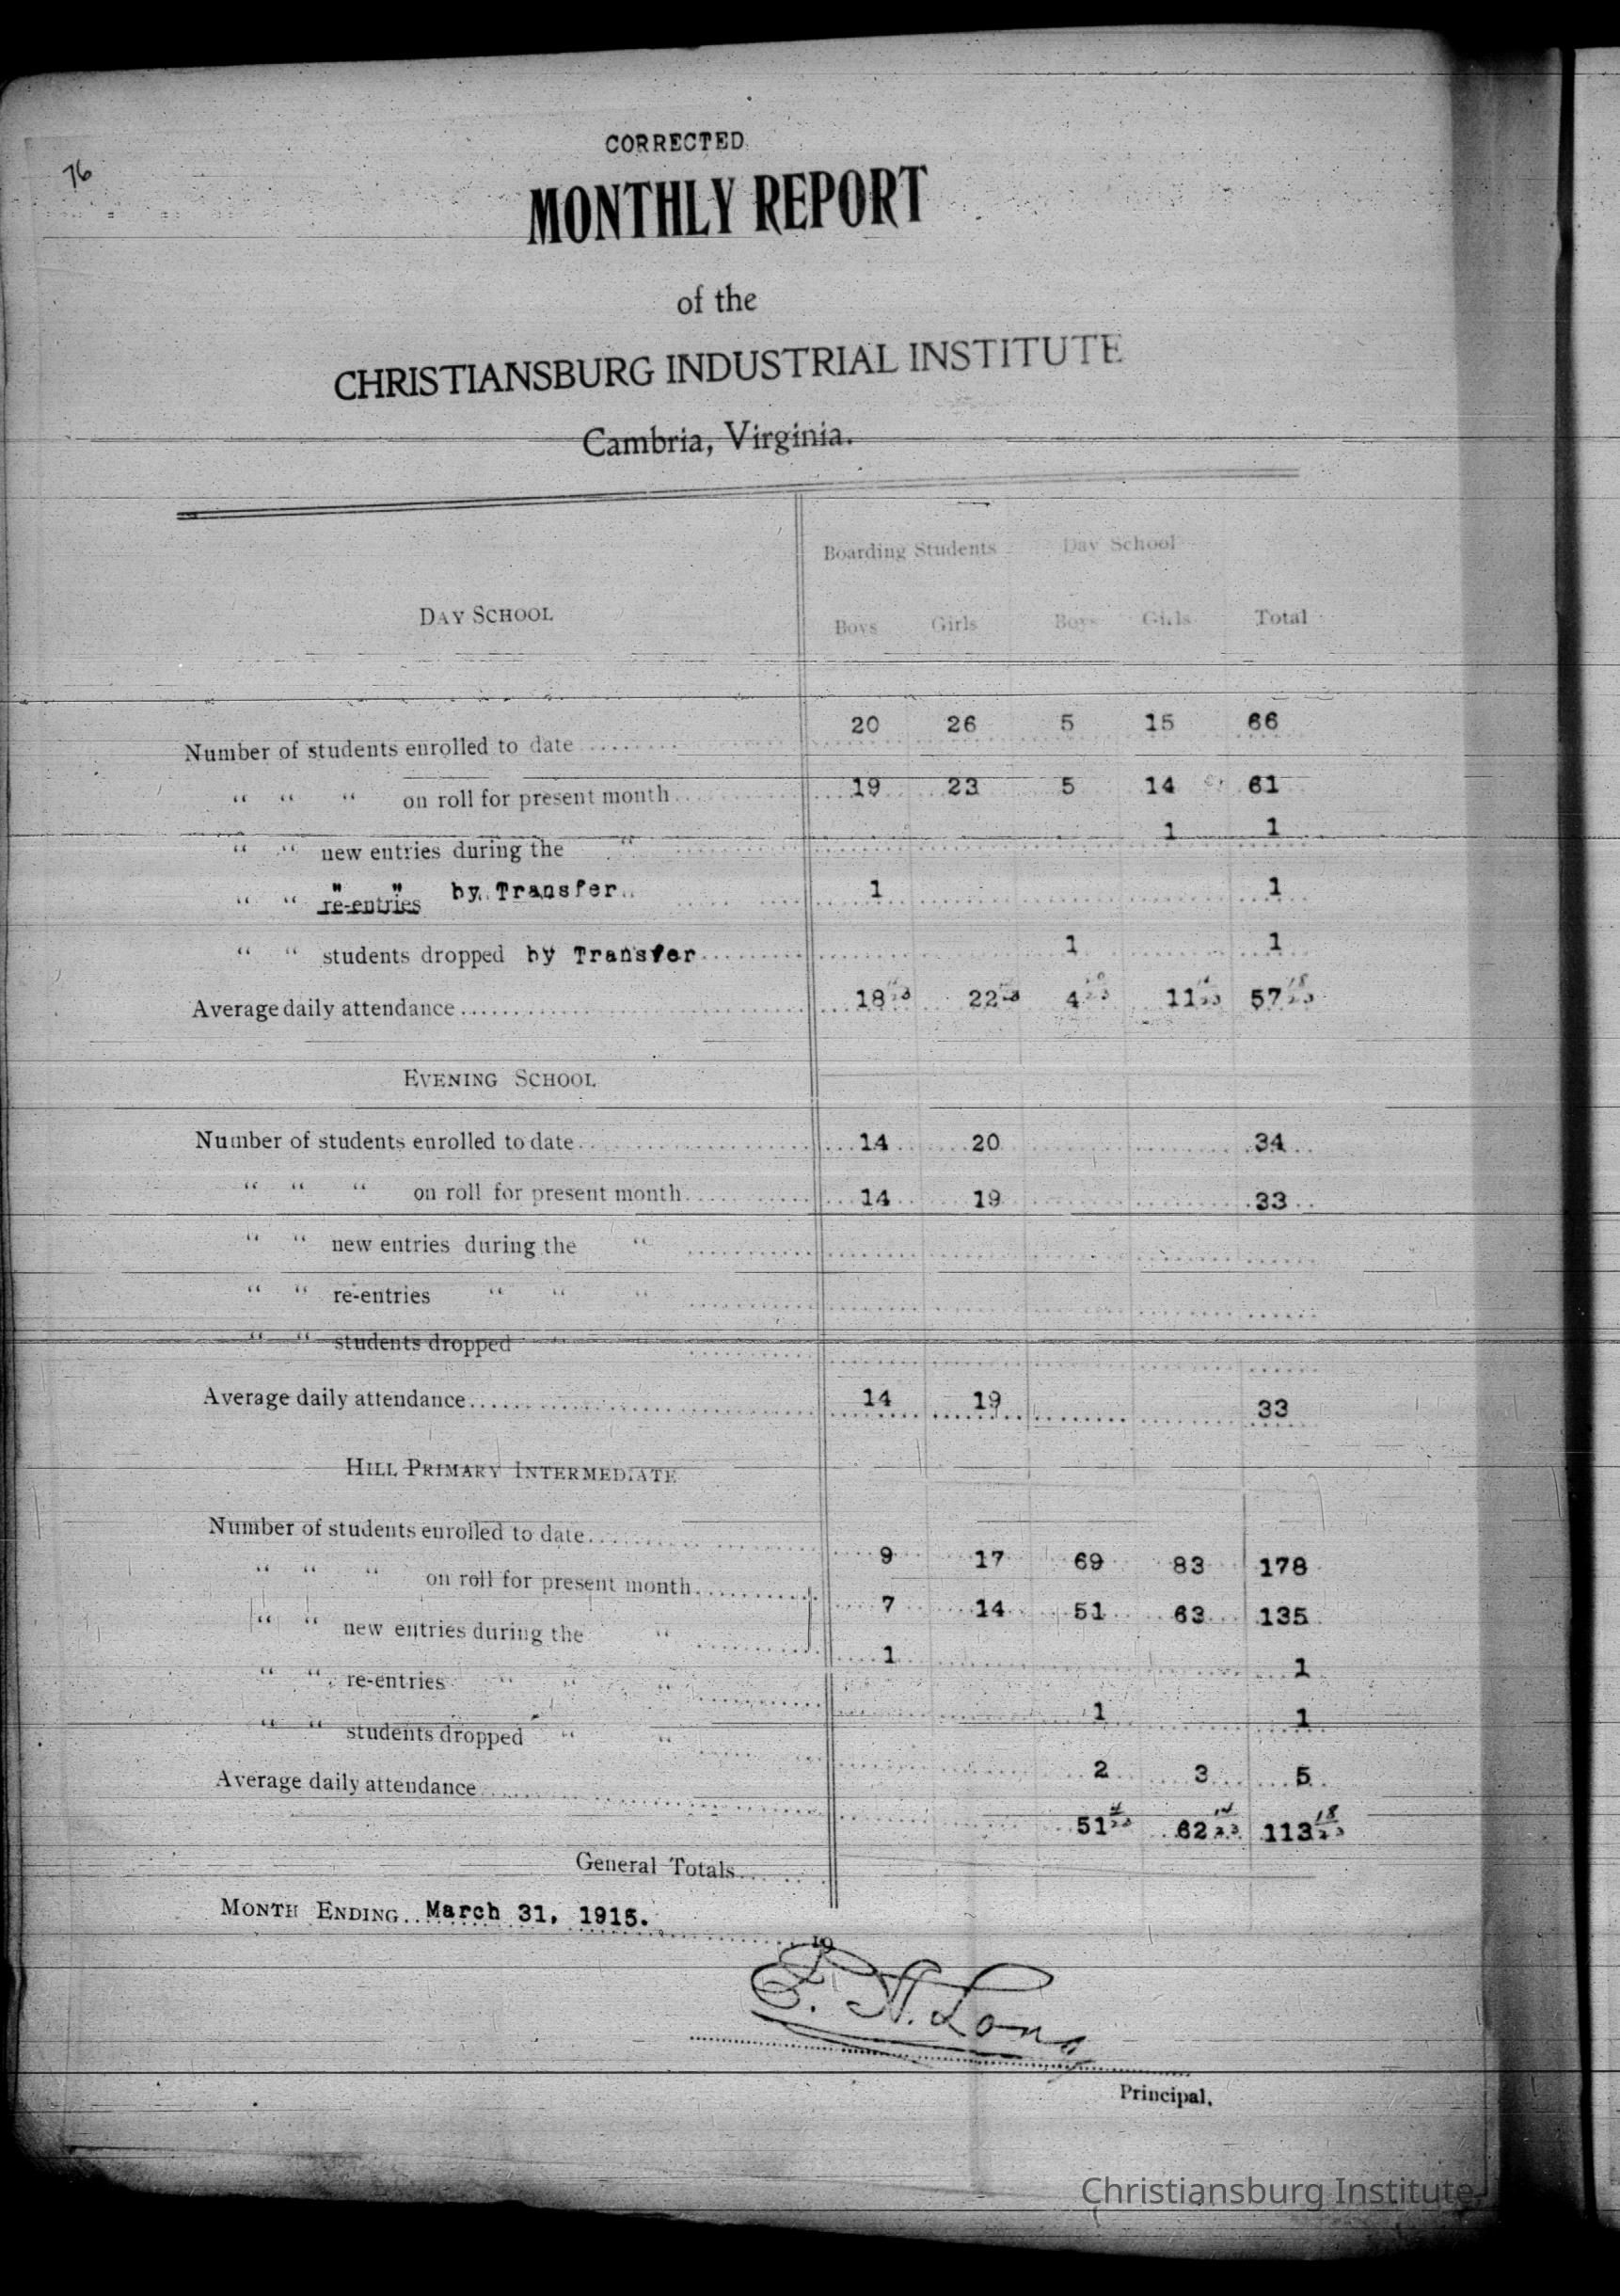 76
CORRECTED
MONTHLY REPORT
of the
CHRISTIANSBURG INDUSTRIAL INSTITUTE
Cambria, Virginia.
Boarding Students Day School
DAY SCHOOL Boys Girls Boys Girls Total
Number of students enrolled to date 20 26 5 15 66
" " " on roll for present month 19 23 5 14 61
" " new entries during the " 1 1
" " " " by Transfer 1 1
re-entries
" " students dropped by Transfer 1 1
Average daily attendance 18 22 4 11 57
EVENING SCHOOL
Number of students enrolled to date 14 20 34
" " " on roll for present month 14 19 33
" " new entries during the "
" " re-entries " " "
" " students dropped "
Average daily attendance 14 19 33
HILL PRIMARY INTERMEDIATE
Number of students enrolled to date 9 17 69 83 178
" " " on roll for present month 7 14 51 63 135
" " new entries during the " 1 1
" " re-entries " " " 1 1
" " students dropped " " 2 3 5
Average daily attendance 51 62 113 18/23
General Totals
MONTH ENDING March 31, 1915.
19
E. A. Long
Principal.
Christiansburg Institute